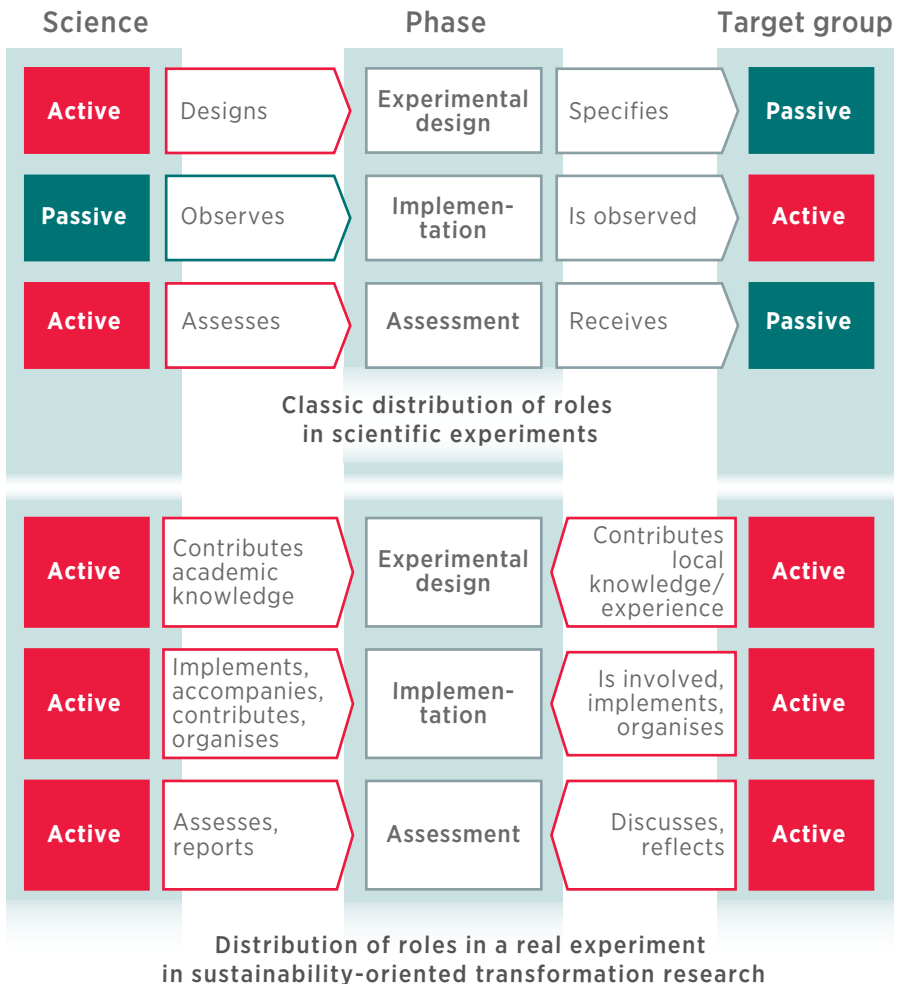 Science Phase Target group
Active Designs Experimental design Specifies Passive
Passive Observes Implemen-
tation Is observed Active
Active Assesses Assessment Receives Passive
Classic distribution of roles
in scientific experiments
Active
Contributes
academic
knowledge
Experimental
design
Contributes
local
knowledge/
experience
Active
Active
Implements,
accompanies,
contributes,
organises
Implemen-
tation
Is involved,
implements,
organises
Active
Active
Assesses,
reports
Assessment
Discusses,
reflects
Active
Distribution of roles in a real experiment
in sustainability-oriented transformation research